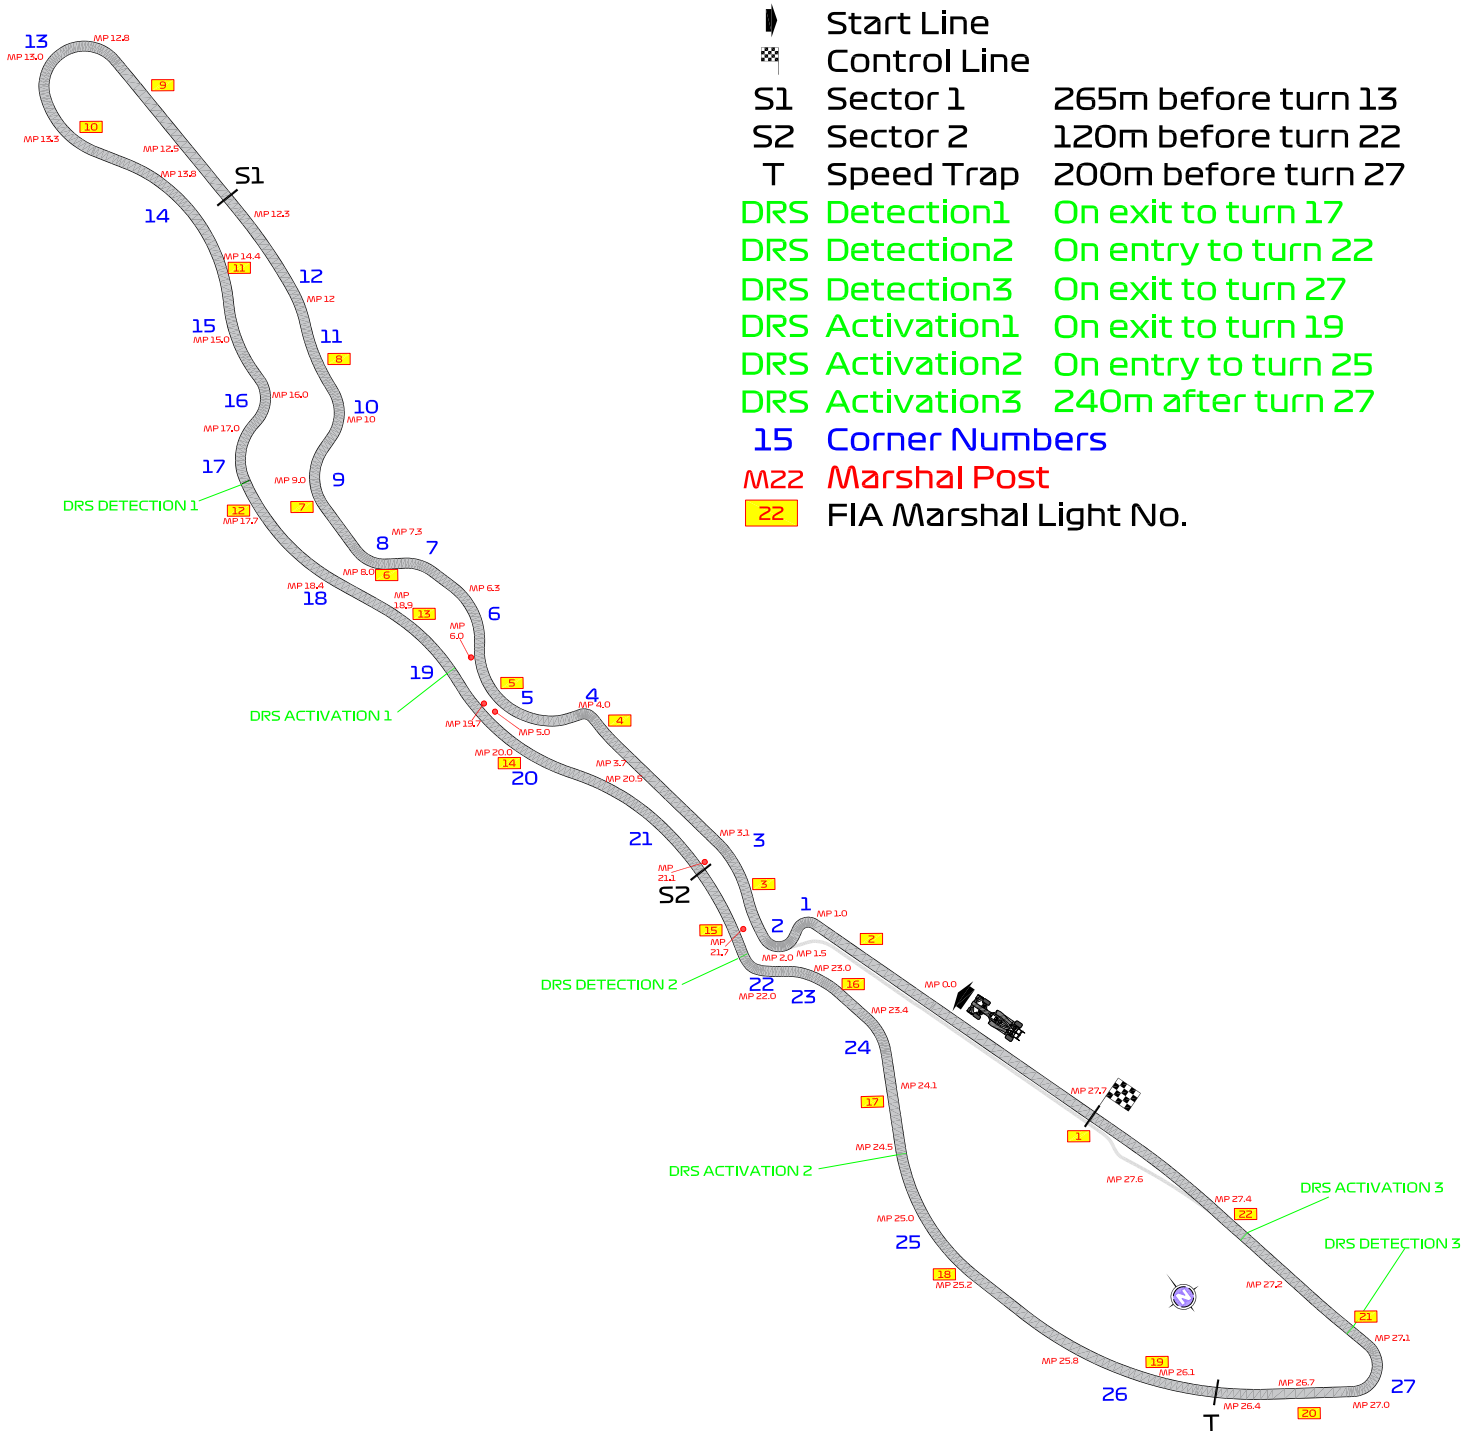 Start Line
Control Line
S1 Sector 1 265m before turn 13
S2 Sector 2 120m before turn 22
T Speed Trap 200m before turn 27
DRS Detection1 On exit to turn 17
DRS Detection2 On entry to turn 22
DRS Detection3 On exit to turn 27
DRS Activation1 On exit to turn 19
DRS Activation2 On entry to turn 25
DRS Activation3 240m after turn 27
15 Corner Numbers
M22 Marshal Post
22 FIA Marshal Light No.
13
MP 12.8
MP 13.0
9
10
MP 13.3
MP 12.5
MP 13.8
S1
14
MP 12.3
MP 14.4
11
12
MP 12
15
MP 15.0
11
8
16
MP 16.0
10
MP 10
MP 17.0
17
MP 9.0
9
DRS DETECTION 1
12
MP 17.7
7
MP 7.3
8
7
MP 8.0
6
MP 18.4
18
MP 6.3
MP
18.9
13
6
MP
6.0
19
5
5
4
MP 4.0
4
DRS ACTIVATION 1
MP 19.7
MP 5.0
MP 20.0
14
20
MP 3.7
MP 20.5
21
MP 3.1
3
MP
21.1
S2
3
1
MP 1.0
15
2
2
MP
21.7
MP 2.0
MP 1.5
DRS DETECTION 2
22
MP 22.0
23
MP 23.0
16
MP 0.0
MP 23.4
24
MP 24.1
17
MP 27.7
1
MP 24.5
DRS ACTIVATION 2
MP 27.6
MP 27.4
22
DRS ACTIVATION 3
MP 25.0
25
DRS DETECTION 3
18
MP 25.2
MP 27.2
N
21
MP 27.1
MP 25.8
19
MP 26.1
26
MP 26.7
27
MP 26.4
MP 27.0
20
T